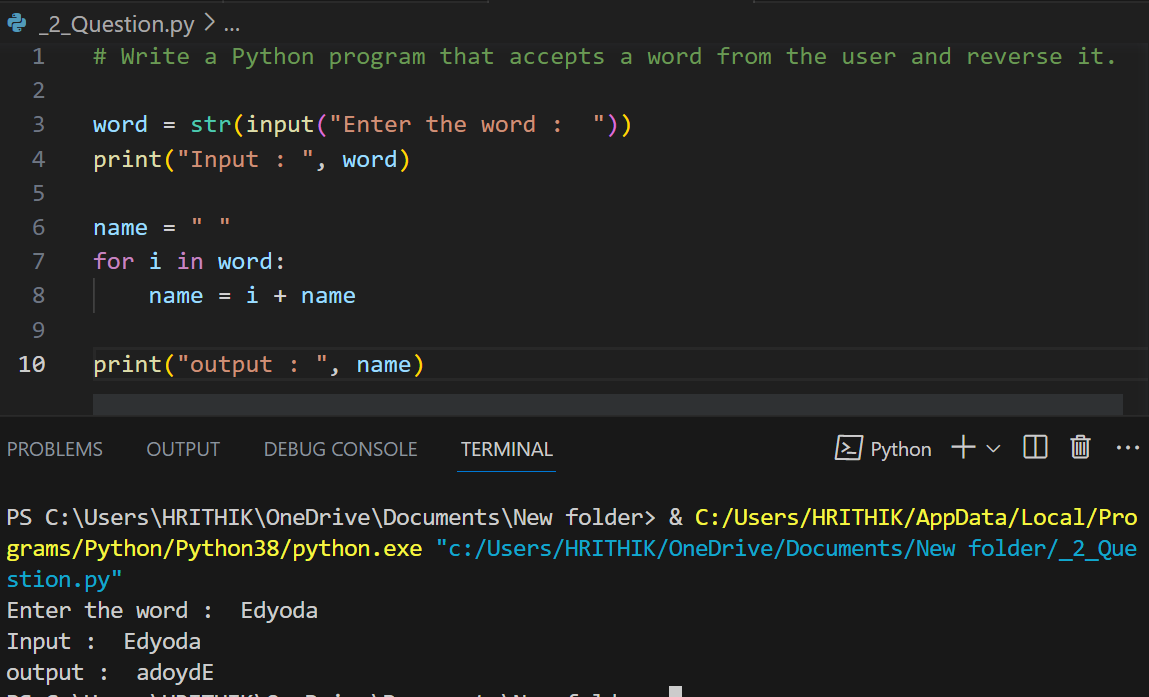 _2_Question.py > ...
1 # Write a Python program that accepts a word from the user and reverse it.
2
3 word = str(input("Enter the word :  "))
4 print("Input : ", word)
5
6 name = " "
7 for i in word:
8     name = i + name
9
10 print("output : ", name)
PROBLEMS OUTPUT DEBUG CONSOLE TERMINAL Python
PS C:\Users\HRITHIK\OneDrive\Documents\New folder> & C:/Users/HRITHIK/AppData/Local/Pro
grams/Python/Python38/python.exe "c:/Users/HRITHIK/OneDrive/Documents/New folder/_2_Que
stion.py"
Enter the word :  Edyoda
Input :  Edyoda
output :  adoydE